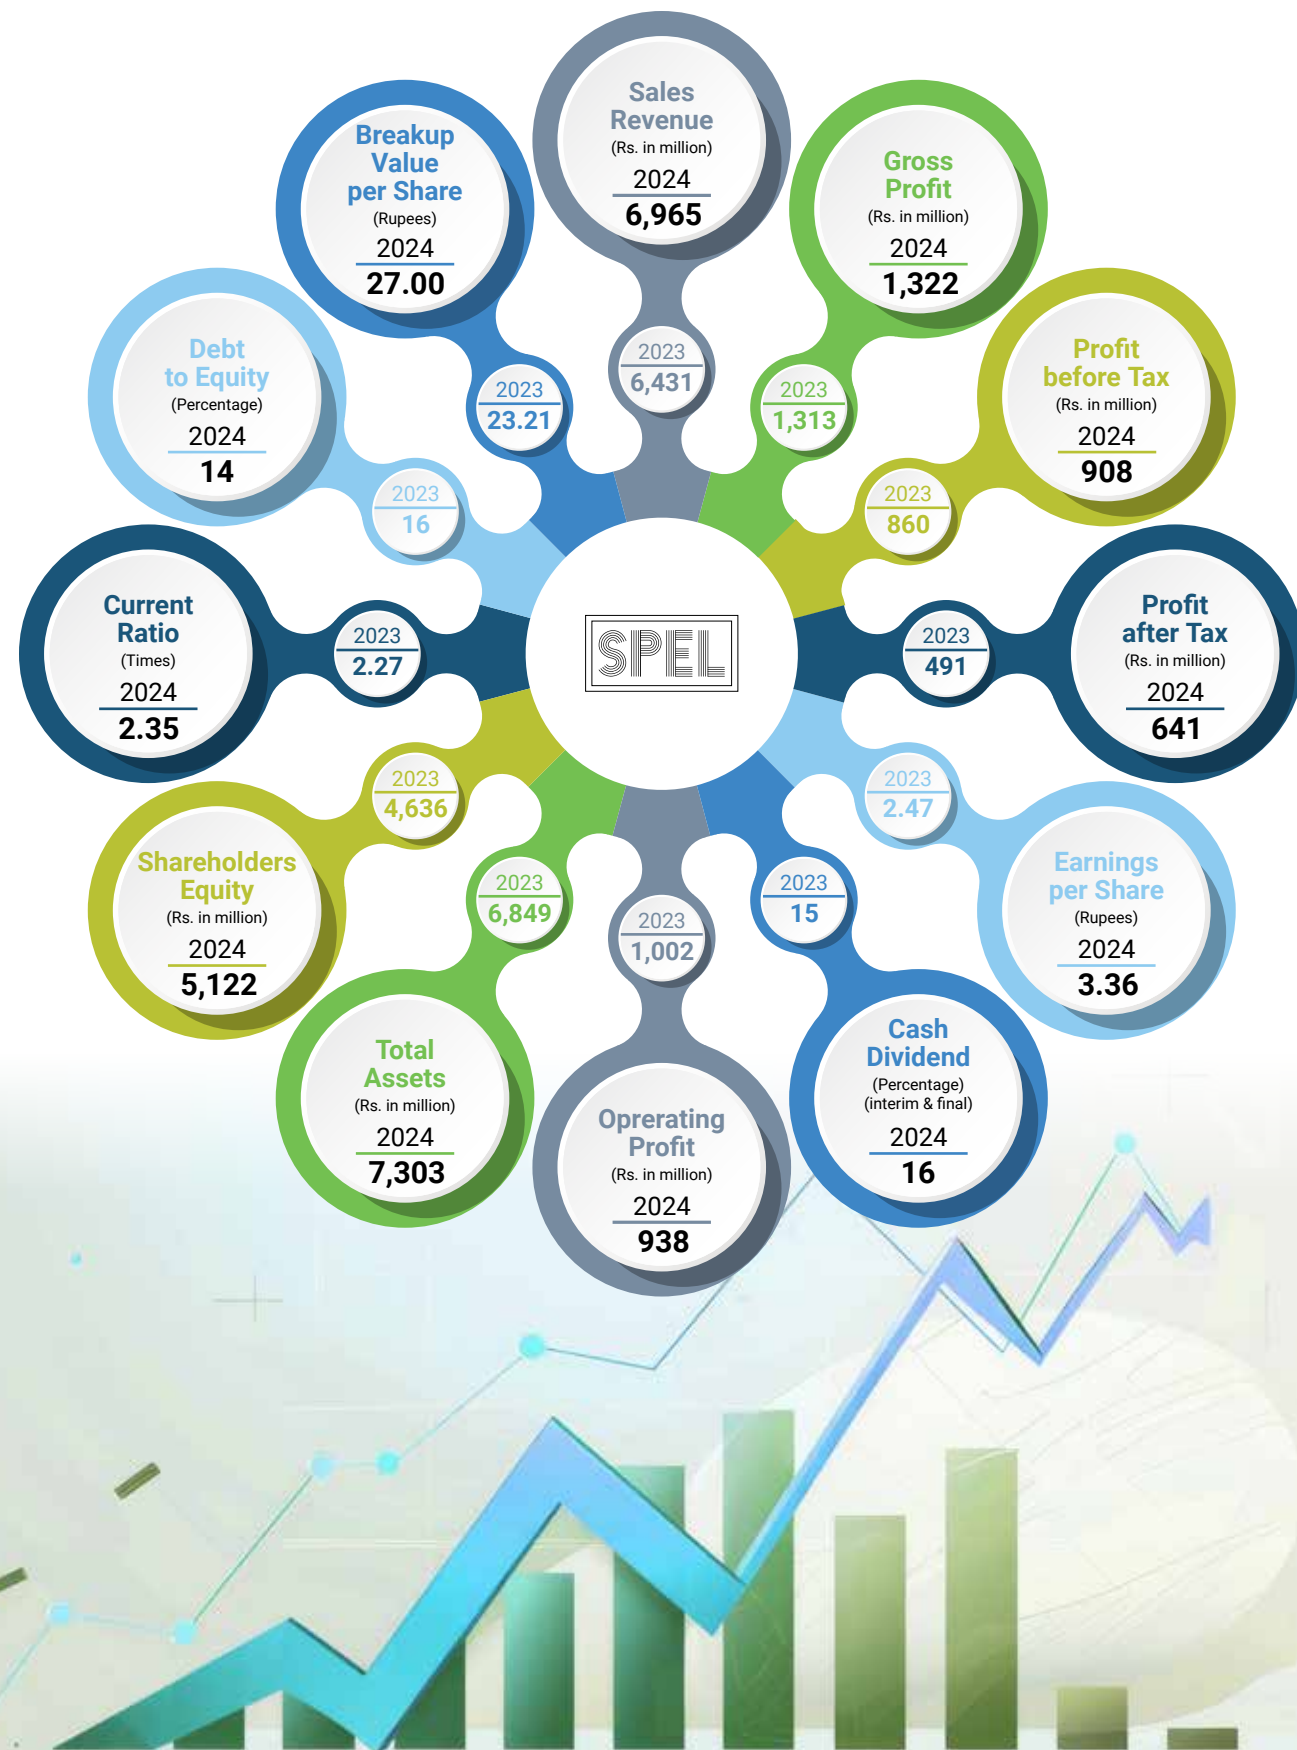 Sales
Revenue
(Rs. in million)
2024
6,965
2023
6,431
Gross
Profit
(Rs. in million)
2024
1,322
2023
1,313
Profit
before Tax
(Rs. in million)
2024
908
2023
860
Profit
after Tax
(Rs. in million)
2024
641
2023
491
Earnings
per Share
(Rupees)
2024
3.36
2023
2.47
Cash
Dividend
(Percentage)
(interim & final)
2024
16
2023
15
Oprerating
Profit
(Rs. in million)
2024
938
2023
1,002
Total
Assets
(Rs. in million)
2024
7,303
2023
6,849
Shareholders
Equity
(Rs. in million)
2024
5,122
2023
4,636
Current
Ratio
(Times)
2024
2.35
2023
2.27
Debt
to Equity
(Percentage)
2024
14
2023
16
Breakup
Value
per Share
(Rupees)
2024
27.00
2023
23.21
SPEL